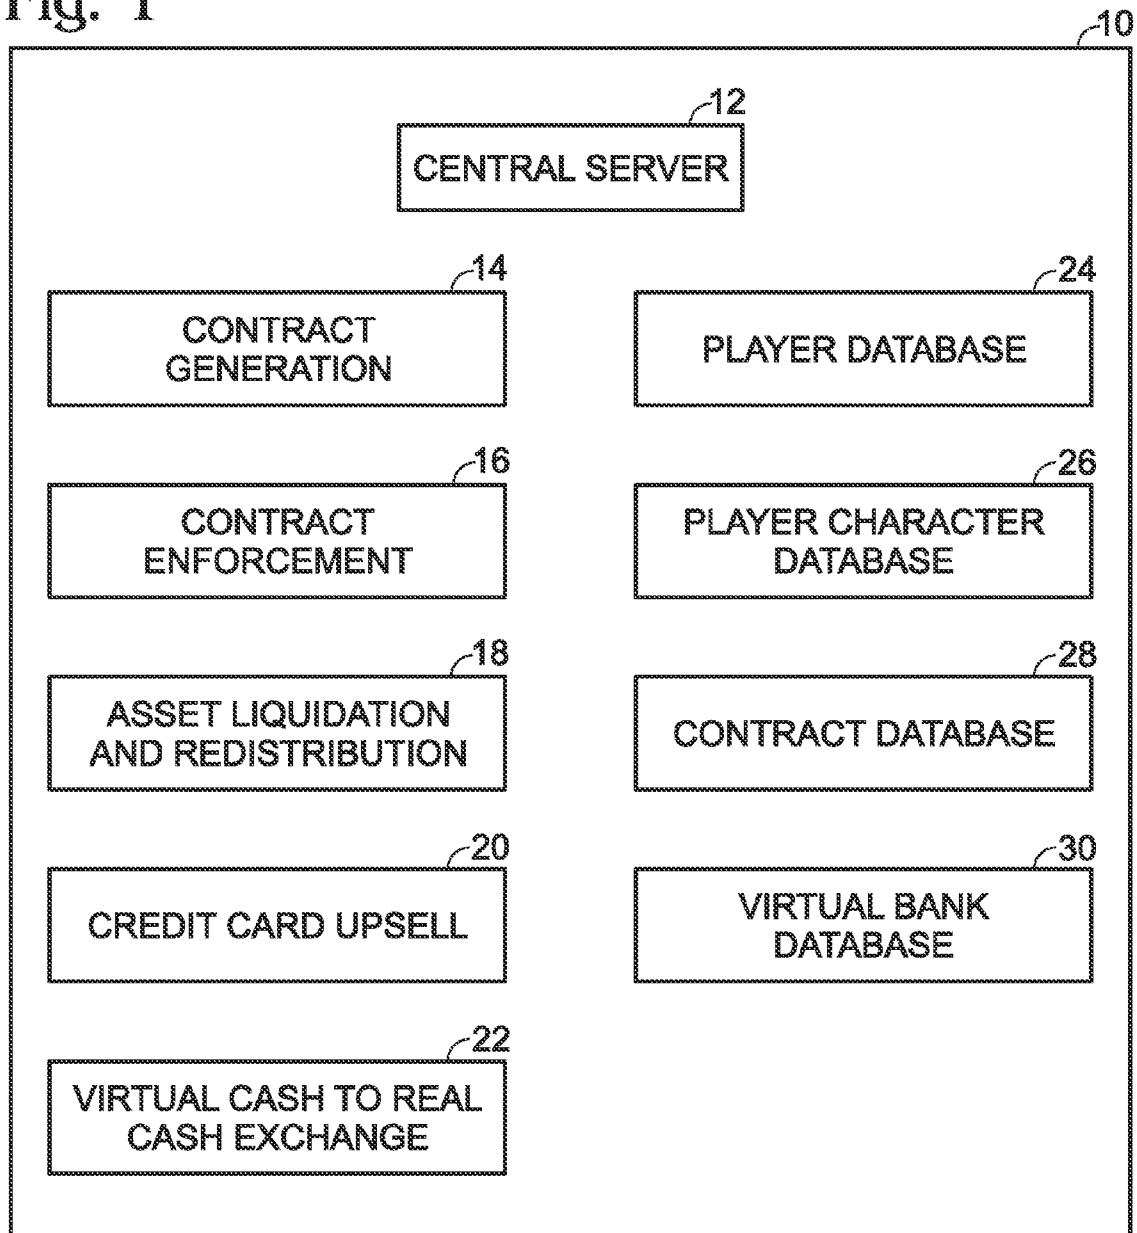 Fig. 1
10
12
CENTRAL SERVER
14
CONTRACT
GENERATION
24
PLAYER DATABASE
16
CONTRACT
ENFORCEMENT
26
PLAYER CHARACTER
DATABASE
18
ASSET LIQUIDATION
AND REDISTRIBUTION
28
CONTRACT DATABASE
20
CREDIT CARD UPSELL
30
VIRTUAL BANK
DATABASE
22
VIRTUAL CASH TO REAL
CASH EXCHANGE